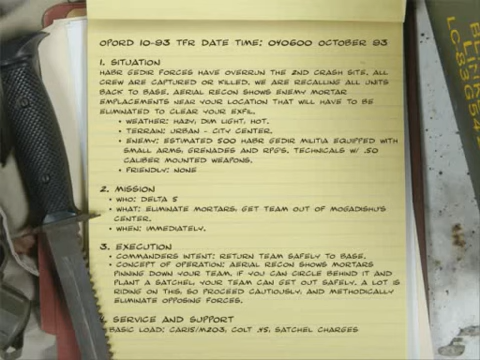 OPORD 10-93 TFR DATE TIME: 040600 OCTOBER 93
1. SITUATION
HABR GEDIR FORCES HAVE OVERRUN THE 2ND CRASH SITE, ALL
CREW ARE CAPTURED OR KILLED. WE ARE RECALLING ALL UNITS
BACK TO BASE. AERIAL RECON SHOWS ENEMY MORTAR
EMPLACEMENTS NEAR YOUR LOCATION THAT WILL HAVE TO BE
ELIMINATED TO CLEAR YOUR EXFIL.
• WEATHER: HAZY, DIM LIGHT, HOT.
• TERRAIN: URBAN - CITY CENTER.
• ENEMY: ESTIMATED 500 HABR GEDIR MILITIA EQUIPPED WITH
SMALL ARMS, GRENADES AND RPG'S. TECHNICALS W/ .50
CALIBER MOUNTED WEAPONS.
• FRIENDLY: NONE
2. MISSION
• WHO: DELTA 5
• WHAT: ELIMINATE MORTARS, GET TEAM OUT OF MOGADISHU'S
CENTER.
• WHEN: IMMEDIATELY.
3. EXECUTION
• COMMANDERS INTENT: RETURN TEAM SAFELY TO BASE.
• CONCEPT OF OPERATION: AERIAL RECON SHOWS MORTARS
PINNING DOWN YOUR TEAM, IF YOU CAN CIRCLE BEHIND IT AND
PLANT A SATCHEL, YOUR TEAM CAN GET OUT SAFELY. A LOT IS
RIDING ON THIS, SO PROCEED CAUTIOUSLY, AND METHODICALLY
ELIMINATE OPPOSING FORCES.
SERVICE AND SUPPORT
BASIC LOAD: CAR15/M203, COLT .45, SATCHEL CHARGES